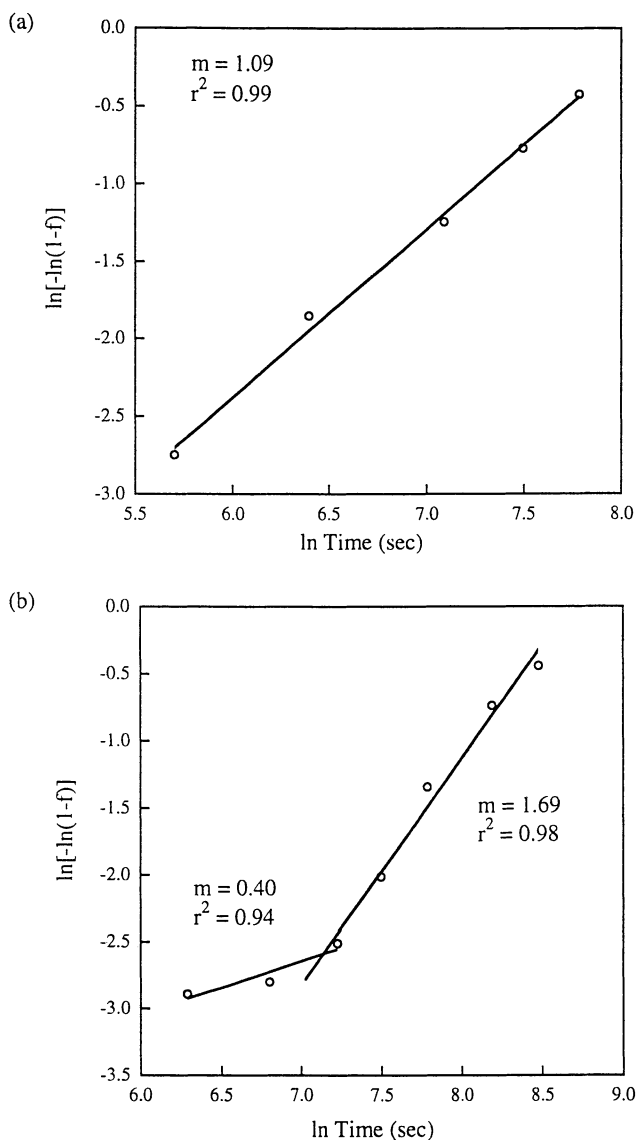 (a)
0.0
m = 1.09
r² = 0.99
-0.5
-1.0
ln[-ln(1-f)]
-1.5
-2.0
-2.5
-3.0
5.5 6.0 6.5 7.0 7.5 8.0
ln Time (sec)
(b)
0.0
-0.5
-1.0
ln[-ln(1-f)]
-1.5
m = 1.69
r² = 0.98
-2.0
m = 0.40
r² = 0.94
-2.5
-3.0
-3.5
6.0 6.5 7.0 7.5 8.0 8.5 9.0
ln Time (sec)